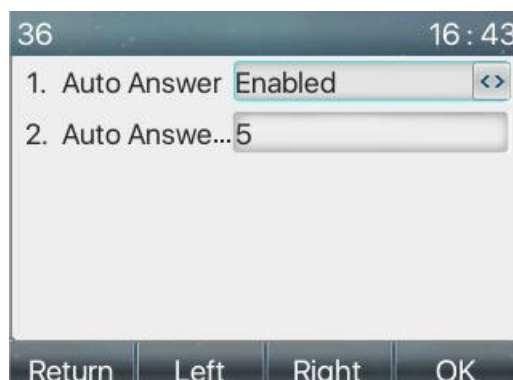 36 16:43
1. Auto Answer Enabled <>
2. Auto Answe... 5
Return Left Right OK